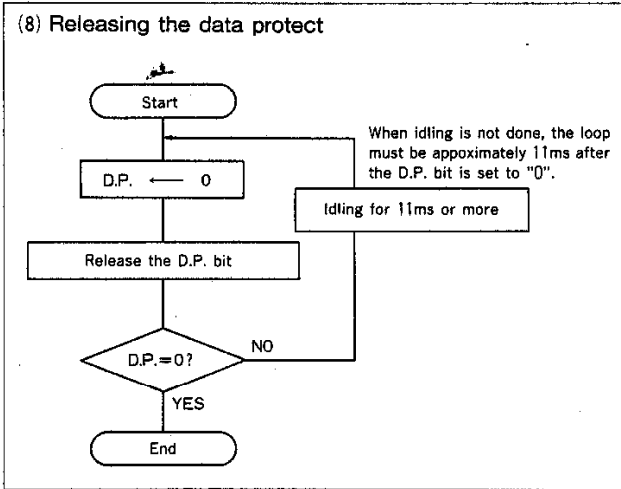 (8) Releasing the data protect
Start
When idling is not done, the loop
must be appoximately 11ms after
the D.P. bit is set to "0".
D.P. ← 0
Idling for 11ms or more
Release the D.P. bit
D.P.=0?
NO
YES
End